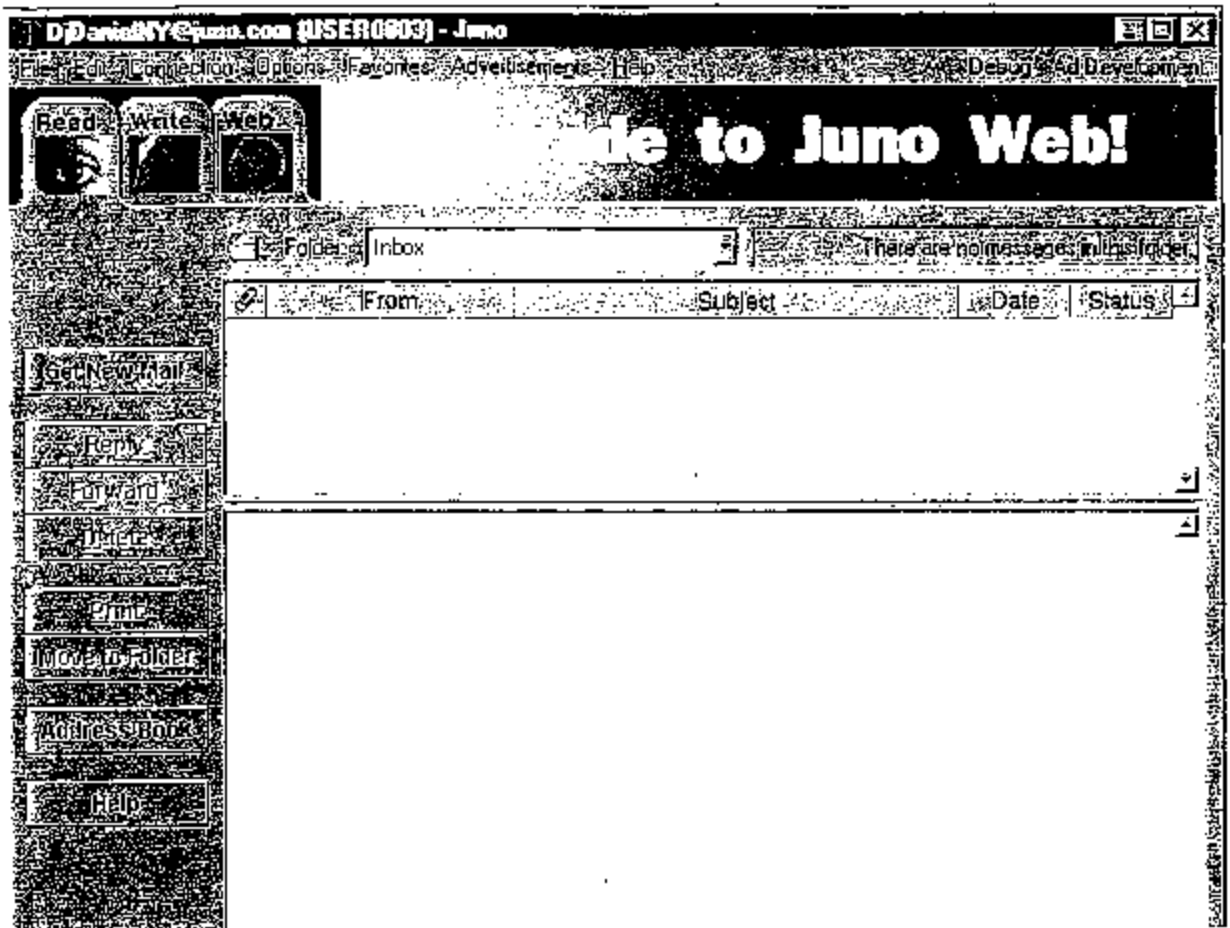 DjDanielNY@juno.com (USER0803) - Juno
File Edit Connection Options Favorites Advertisements Help Debug Ad Development
Read Write Web
de to Juno Web!
Folder: Inbox There are no messages in this folder.
From Subject Date Status
Get New Mail
Reply
Forward
Delete
Print
Move to Folder
Address Book
Help